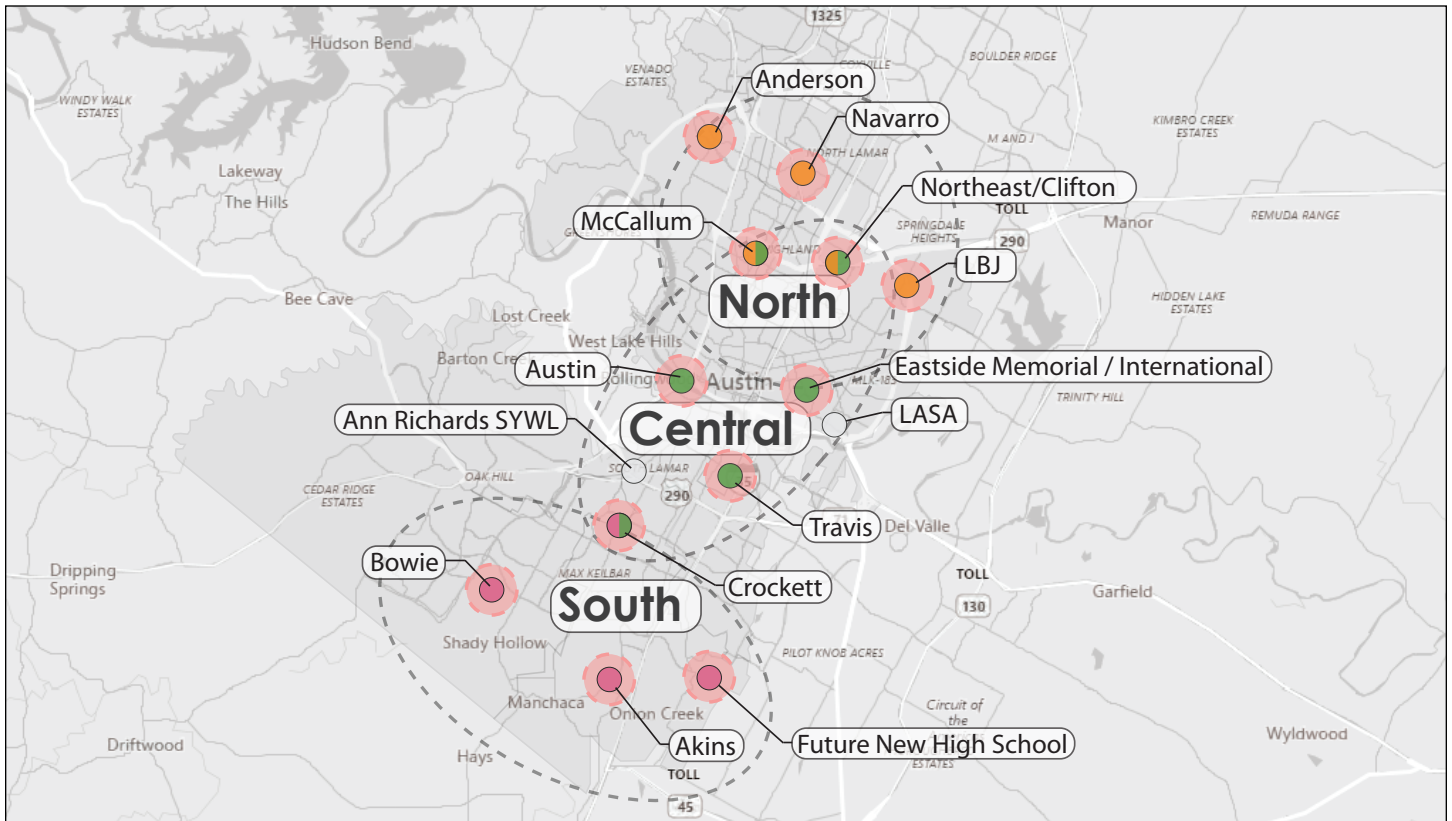 1325
Hudson Bend
BOULDER RIDGE
VENADO
ESTATES
Anderson
WINDY WALK
ESTATES
Navarro
KIMBRO CREEK
ESTATES
M AND J
NORTH LAMAR
Lakeway
The Hills
Northeast/Clifton
McCallum
TOLL
290
SPRINGDALE
HEIGHTS
Manor
REMUDA RANGE
LBJ
North
Bee Cave
HIDDEN LAKE
ESTATES
Lost Creek
West Lake Hills
Barton Cree
Austin
Rollingw
Austin
Eastside Memorial / International
MLK-183
TRINITY HILL
Ann Richards SYWL
Central
LASA
OAK HILL
LAMAR
290
CEDAR RIDGE
ESTATES
Travis
71
Del Valle
Bowie
Dripping
Springs
MAX KEILBAR
Crockett
TOLL
130
Garfield
South
Shady Hollow
PILOT KNOB ACRES
Manchaca
Onion Creek
Circuit of
the
Akins
Future New High School
ESTATES
Driftwood
Hays
Wyldwood
TOLL
45